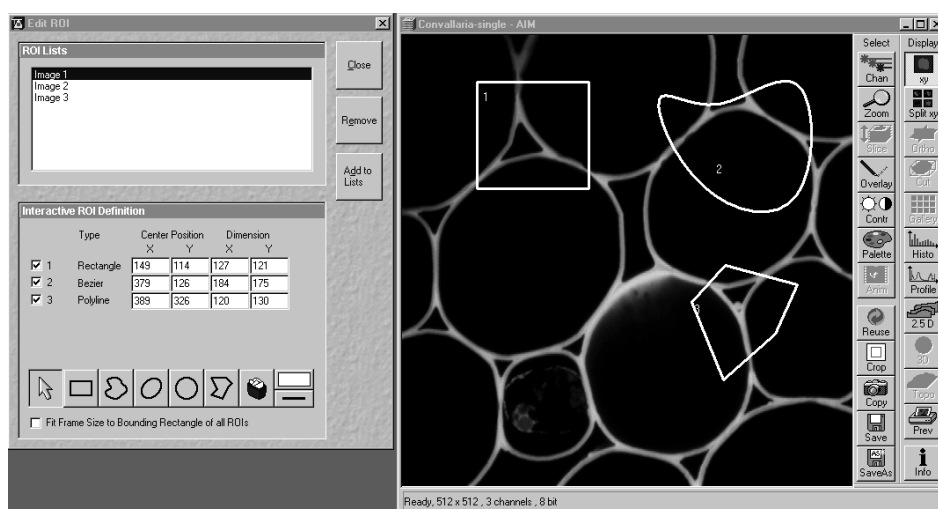 Edit ROI
ROI Lists
Image 1
Image 2
Image 3
Close
Remove
Add to
Lists
Interactive ROI Definition
Type Center Position Dimension
X Y X Y
1 Rectangle 149 114 127 121
2 Bezier 379 126 184 175
3 Polyline 389 326 120 130
Fit Frame Size to Bounding Rectangle of all ROIs
Convallaria-single - AIM
1
2
3
Select Display
Chan xy
Zoom Split xy
Slice Ortho
Overlay Cut
Contr Gallery
Palette Histo
Anim Profile
Reuse 2.5 D
Crop 3D
Copy Topo
Save Prev
SaveAs Info
Ready, 512 x 512 , 3 channels , 8 bit